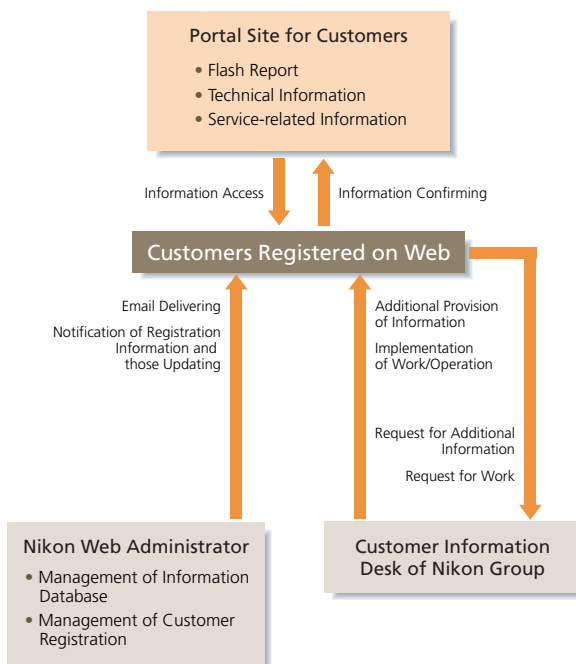 Portal Site for Customers
• Flash Report
• Technical Information
• Service-related Information
Information Access
Information Confirming
Customers Registered on Web
Email Delivering
Notification of Registration
Information and
those Updating
Additional Provision
of Information
Implementation
of Work/Operation
Request for Additional
Information
Request for Work
Nikon Web Administrator
• Management of Information
Database
• Management of Customer
Registration
Customer Information
Desk of Nikon Group